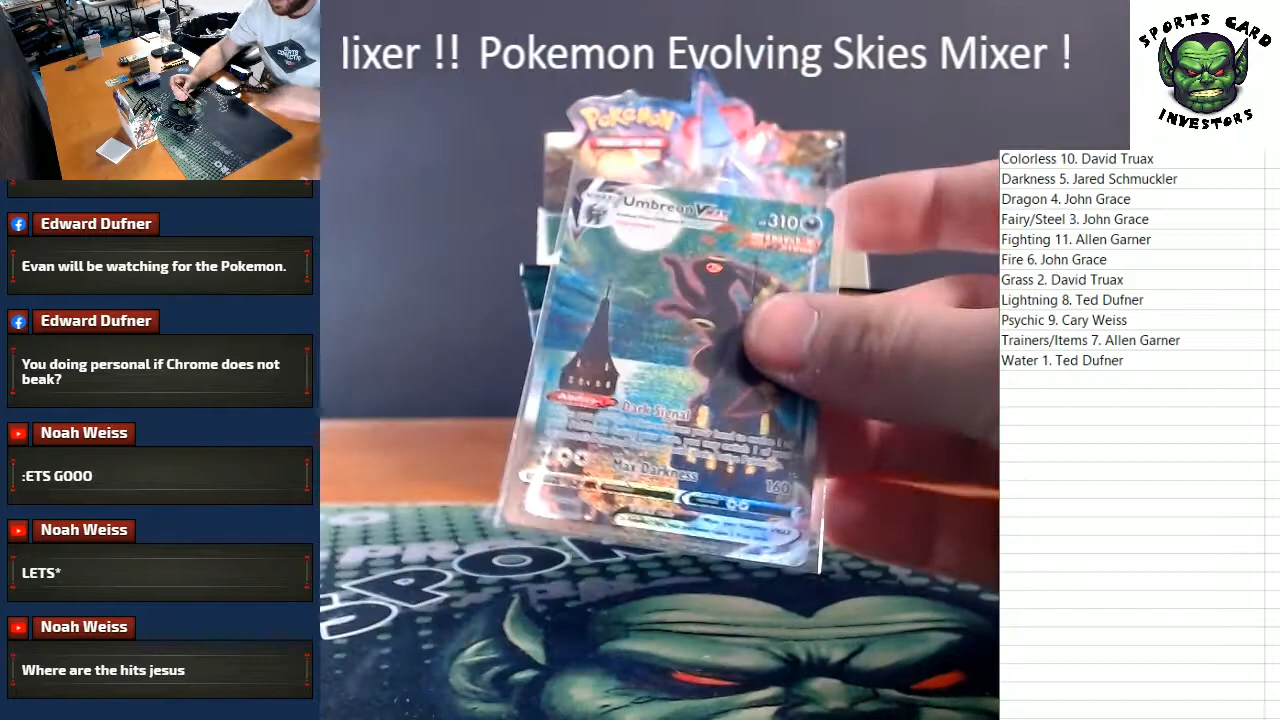 Iixer !! Pokemon Evolving Skies Mixer !
SPORTS CARD
INVESTORS
Edward Dufner
Evan will be watching for the Pokemon.
Edward Dufner
You doing personal if Chrome does not
beak?
Noah Weiss
:ETS GOOO
Noah Weiss
LETS*
Noah Weiss
Where are the hits jesus
Pokemon
Umbreon VMAX
310
Dark Signal
Max Darkness
160
SPO
Colorless 10. David Truax
Darkness 5. Jared Schmuckler
Dragon 4. John Grace
Fairy/Steel 3. John Grace
Fighting 11. Allen Garner
Fire 6. John Grace
Grass 2. David Truax
Lightning 8. Ted Dufner
Psychic 9. Cary Weiss
Trainers/Items 7. Allen Garner
Water 1. Ted Dufner